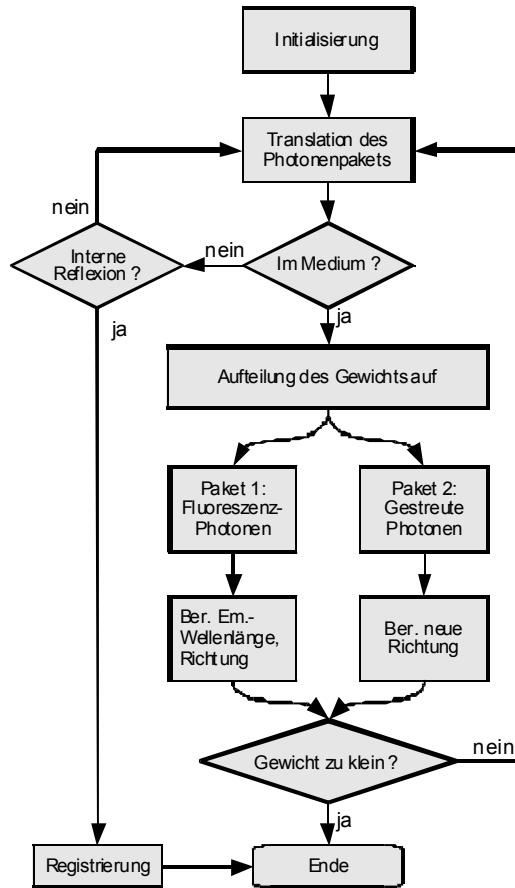 Initialisierung
Translation des
Photonenpakets
nein
Interne
Reflexion ?
nein
Im Medium ?
ja
ja
Aufteilung des Gewichts auf
Paket 1:
Fluoreszenz-
Photonen
Paket 2:
Gestreute
Photonen
Ber. Em.-
Wellenlänge,
Richtung
Ber. neue
Richtung
Gewicht zu klein ?
nein
ja
Registrierung
Ende